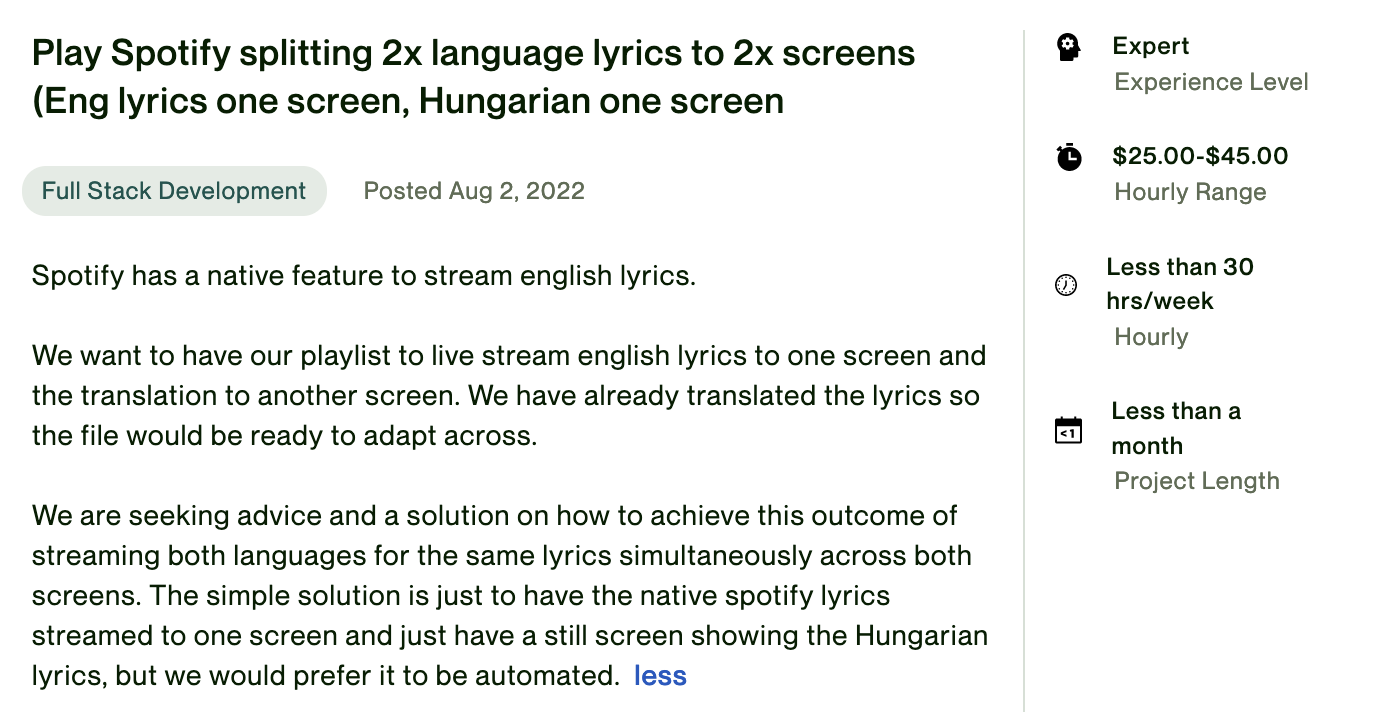 Play Spotify splitting 2x language lyrics to 2x screens
(Eng lyrics one screen, Hungarian one screen
Full Stack Development
Posted Aug 2, 2022
Spotify has a native feature to stream english lyrics.
We want to have our playlist to live stream english lyrics to one screen and
the translation to another screen. We have already translated the lyrics so
the file would be ready to adapt across.
We are seeking advice and a solution on how to achieve this outcome of
streaming both languages for the same lyrics simultaneously across both
screens. The simple solution is just to have the native spotify lyrics
streamed to one screen and just have a still screen showing the Hungarian
lyrics, but we would prefer it to be automated. less
Expert
Experience Level
$25.00-$45.00
Hourly Range
Less than 30
hrs/week
Hourly
<1
Less than a
month
Project Length